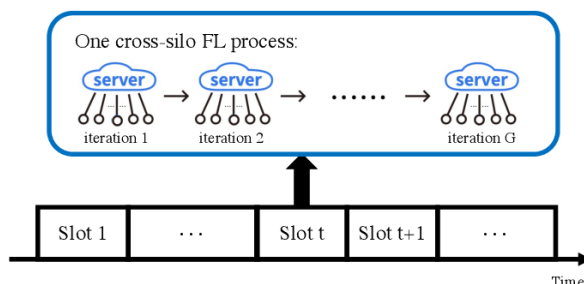 One cross-silo FL process:
server server server
...... ...... ......
......
iteration 1 iteration 2 iteration G
Slot 1 ... Slot t Slot t+1 ...
Time